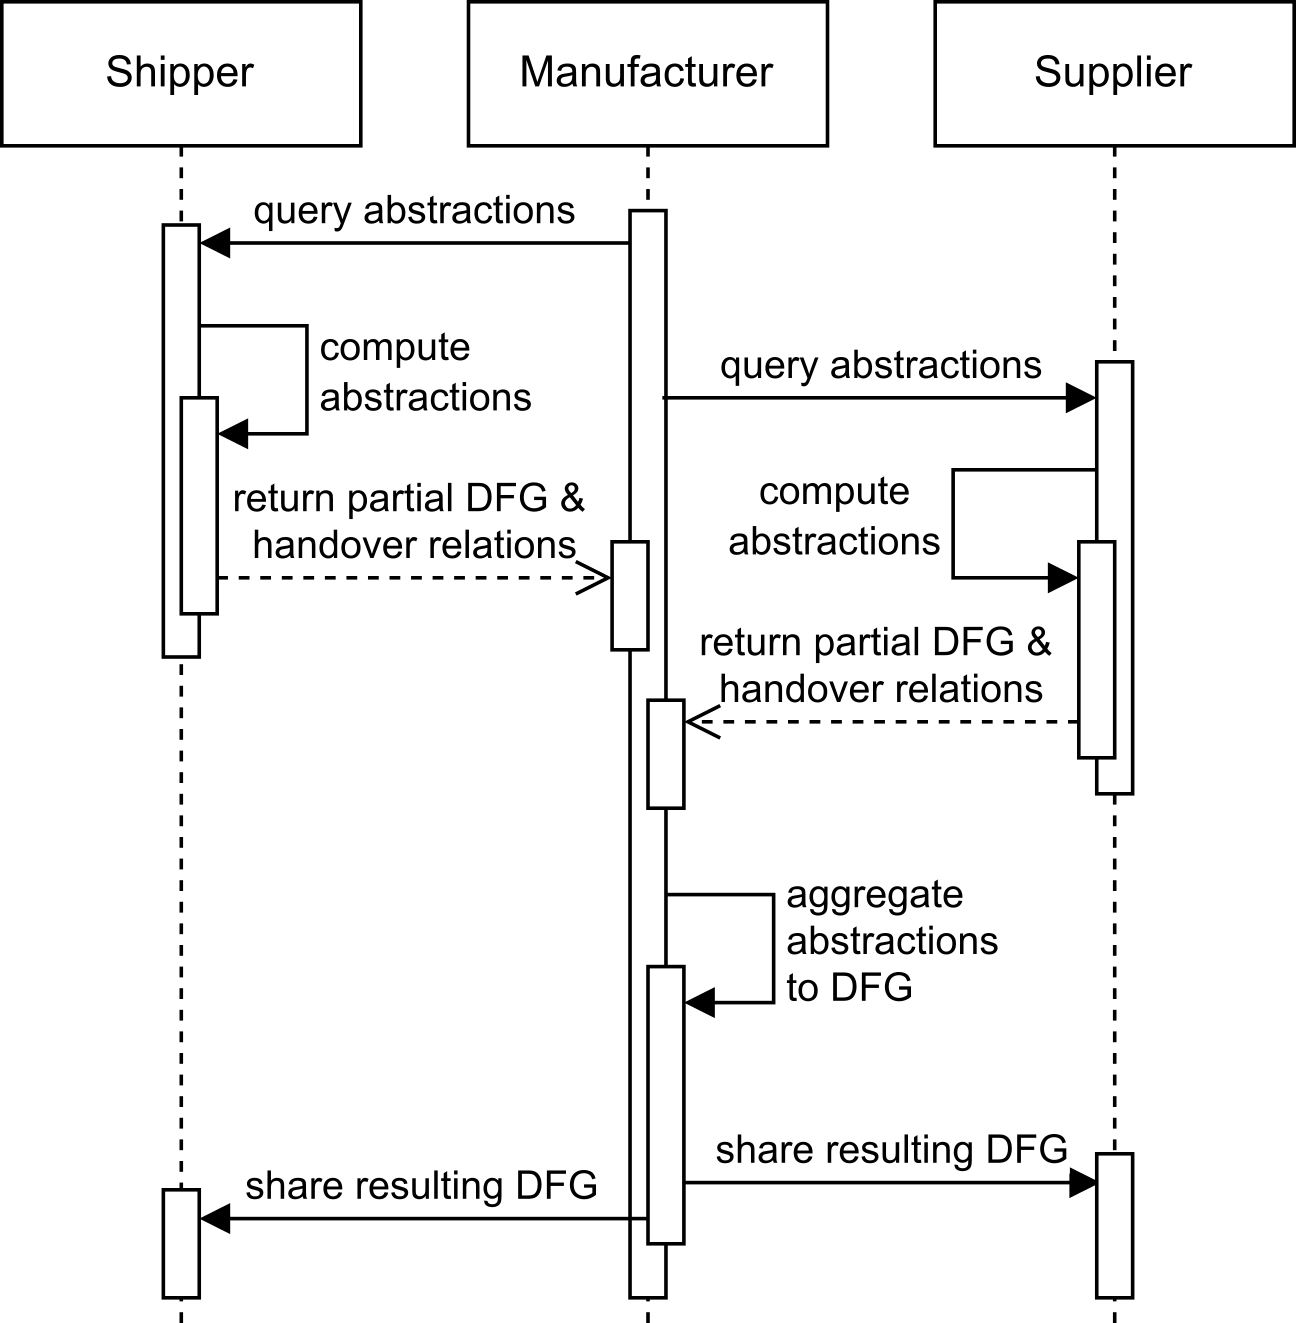 Shipper
Manufacturer
Supplier
query abstractions
compute
abstractions
query abstractions
return partial DFG &
handover relations
compute
abstractions
return partial DFG &
handover relations
aggregate
abstractions
to DFG
share resulting DFG
share resulting DFG